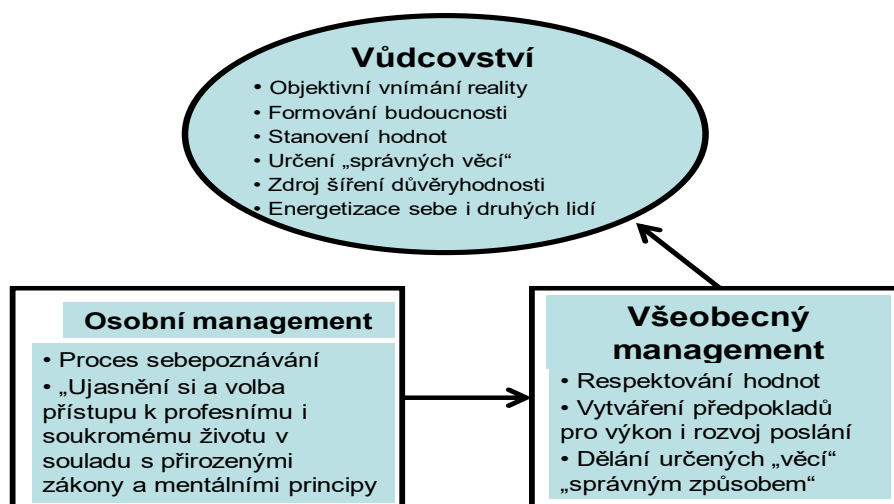 Vůdcovství
• Objektivní vnímání reality
• Formování budoucnosti
• Stanovení hodnot
• Určení „správných věcí“
• Zdroj šíření důvěryhodnosti
• Energetizace sebe i druhých lidí
Osobní management
• Proces sebepoznávání
• „Ujasnění si a volba
přístupu k profesnímu i
soukromému životu v
souladu s přirozenými
zákony a mentálními principy
Všeobecný
management
• Respektování hodnot
• Vytváření předpokladů
pro výkon i rozvoj poslání
• Dělání určených „věcí“
„správným způsobem“